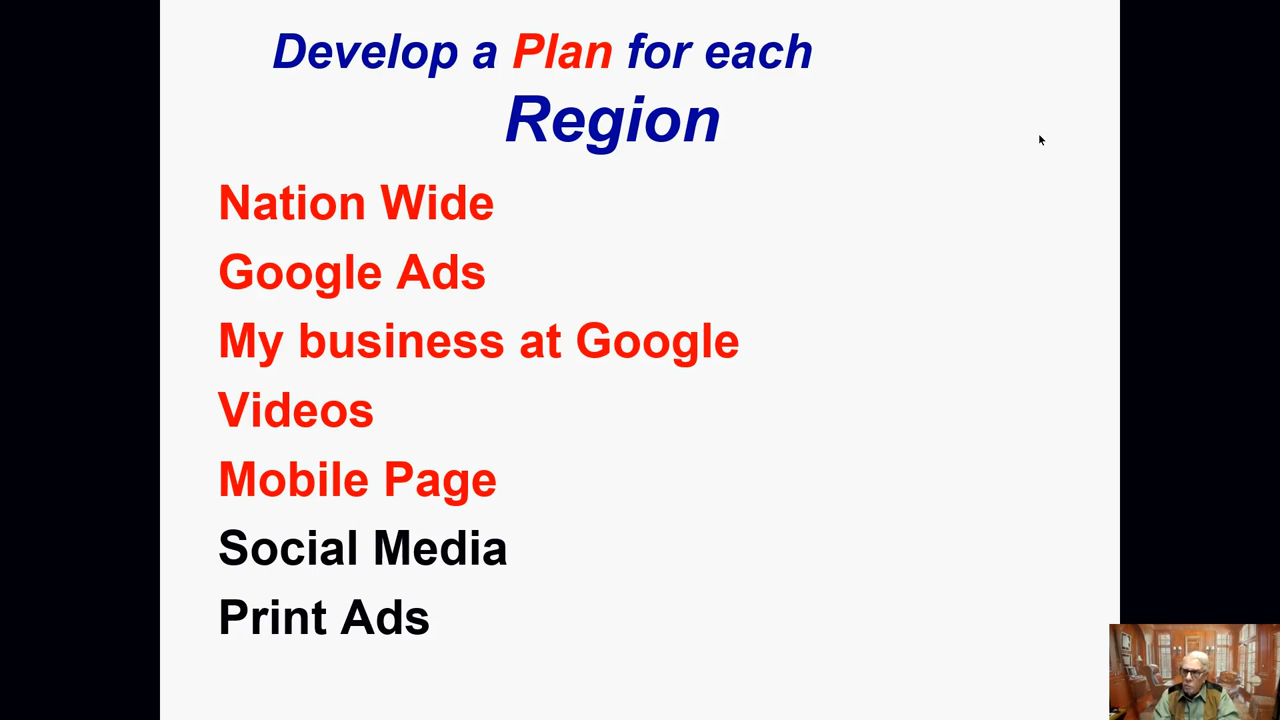 Develop a Plan for each
Region
Nation Wide
Google Ads
My business at Google
Videos
Mobile Page
Social Media
Print Ads